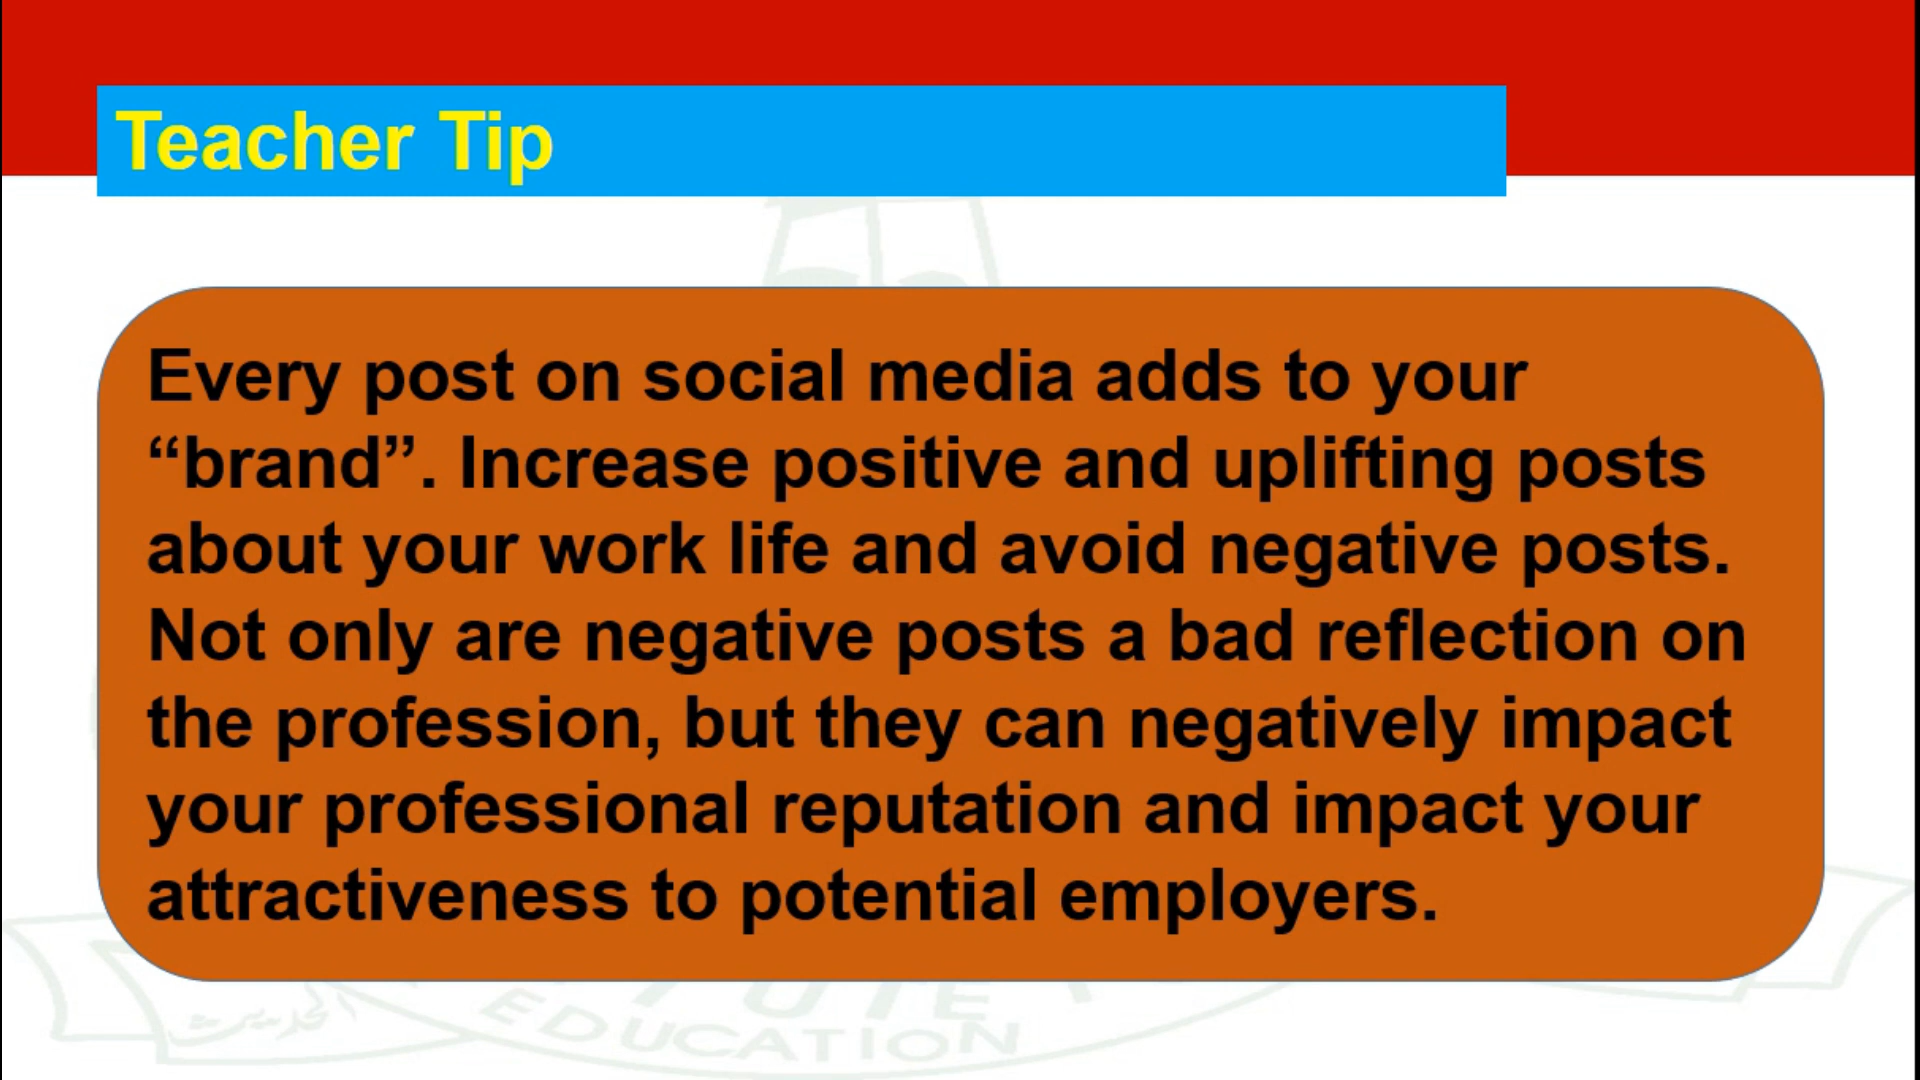 Teacher Tip
Every post on social media adds to your
“brand”. Increase positive and uplifting posts
about your work life and avoid negative posts.
Not only are negative posts a bad reflection on
the profession, but they can negatively impact
your professional reputation and impact your
attractiveness to potential employers.
EDUCATION